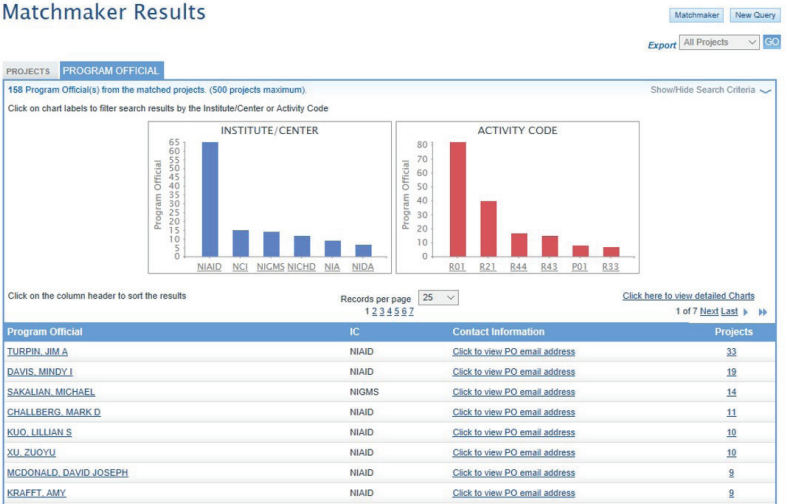 Matchmaker Results
Matchmaker New Query
Export All Projects GO
PROJECTS PROGRAM OFFICIAL
158 Program Official(s) from the matched projects. (500 projects maximum).
Show/Hide Search Criteria
Click on chart labels to filter search results by the Institute/Center or Activity Code
INSTITUTE/CENTER
Program Official
65
60
55
50
45
40
35
30
25
20
15
10
5
0
NIAID NCI NIGMS NICHD NIA NIDA
ACTIVITY CODE
Program Official
80
70
60
50
40
30
20
10
0
R01 R21 R44 R43 P01 R33
Click on the column header to sort the results
Records per page 25
Click here to view detailed Charts
1 2 3 4 5 6 7
1 of 7 Next Last
Program Official IC Contact Information Projects
TURPIN, JIM A NIAID Click to view PO email address 33
DAVIS, MINDY I NIAID Click to view PO email address 19
SAKALIAN, MICHAEL NIGMS Click to view PO email address 14
CHALLBERG, MARK D NIAID Click to view PO email address 11
KUO, LILLIAN S NIAID Click to view PO email address 10
XU, ZUOYU NIAID Click to view PO email address 10
MCDONALD, DAVID JOSEPH NIAID Click to view PO email address 9
KRAFFT, AMY NIAID Click to view PO email address 9